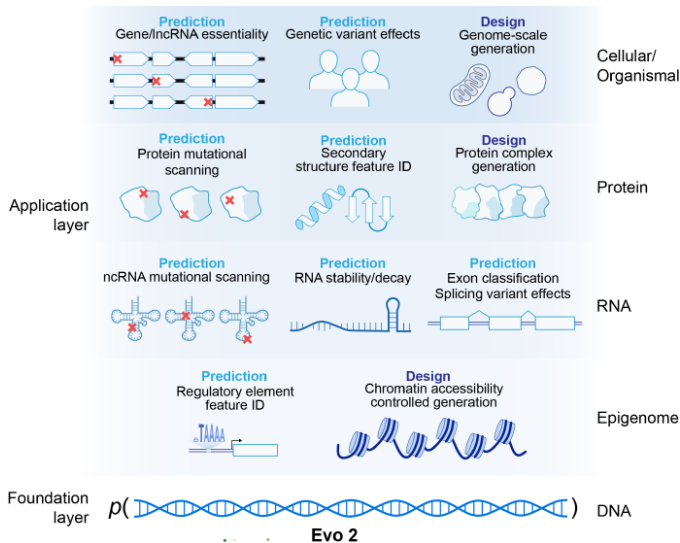 Prediction
Gene/lncRNA essentiality
Prediction
Genetic variant effects
Design
Genome-scale
generation
Cellular/
Organismal
Prediction
Protein mutational
scanning
Prediction
Secondary
structure feature ID
Design
Protein complex
generation
Protein
Application
layer
Prediction
ncRNA mutational scanning
Prediction
RNA stability/decay
Prediction
Exon classification
Splicing variant effects
RNA
Prediction
Regulatory element
feature ID
TAAAA
Design
Chromatin accessibility
controlled generation
Epigenome
Foundation
layer
p( )
DNA
Evo 2